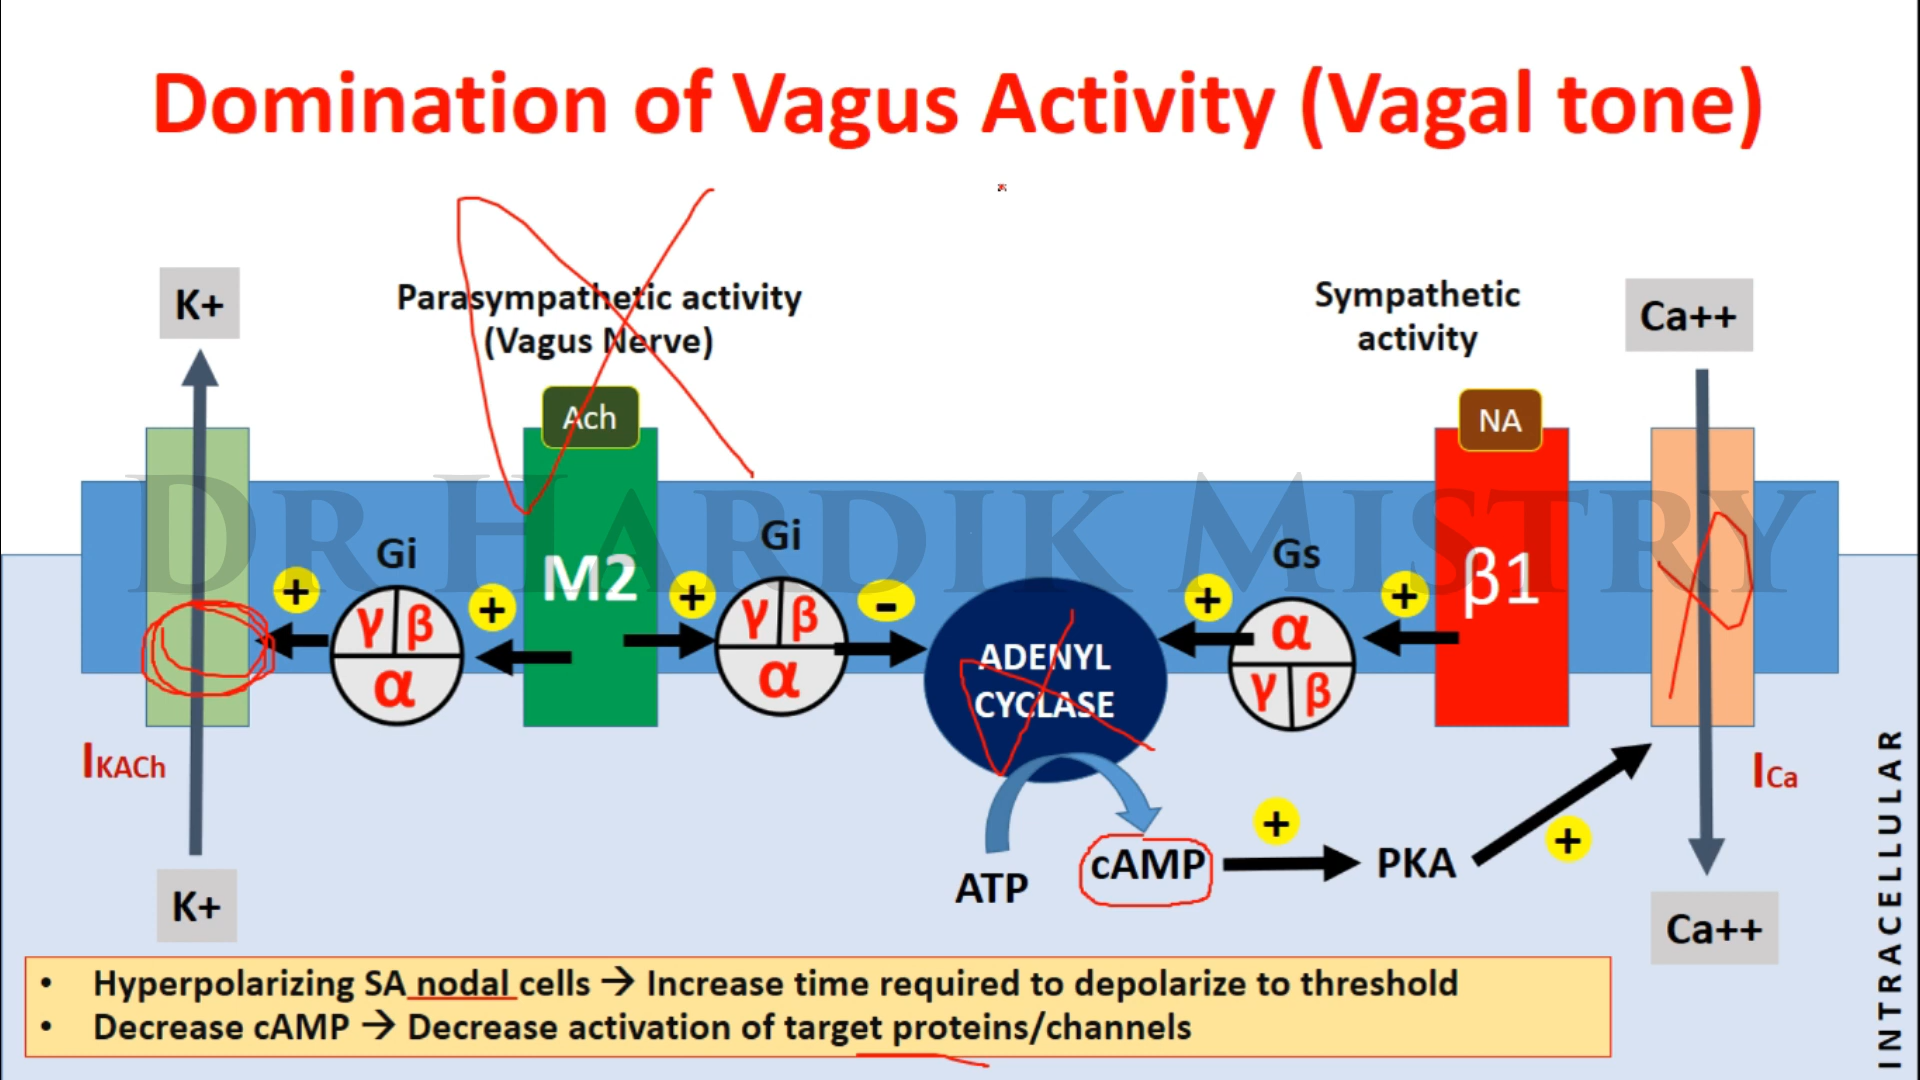 Domination of Vagus Activity (Vagal tone)
K+
Parasympathetic activity
(Vagus Nerve)
Sympathetic
activity
Ca++
Ach
NA
DR HARDIK MISTRY
Gi
M2
Gi
Gs
β1
+
γ β
α
+
+
γ β
α
-
ADENYL
CYCLASE
+
α
γ β
+
IKACh
ICa
K+
ATP
cAMP
+
PKA
+
Ca++
INTRACELLULAR
• Hyperpolarizing SA nodal cells → Increase time required to depolarize to threshold
• Decrease cAMP → Decrease activation of target proteins/channels